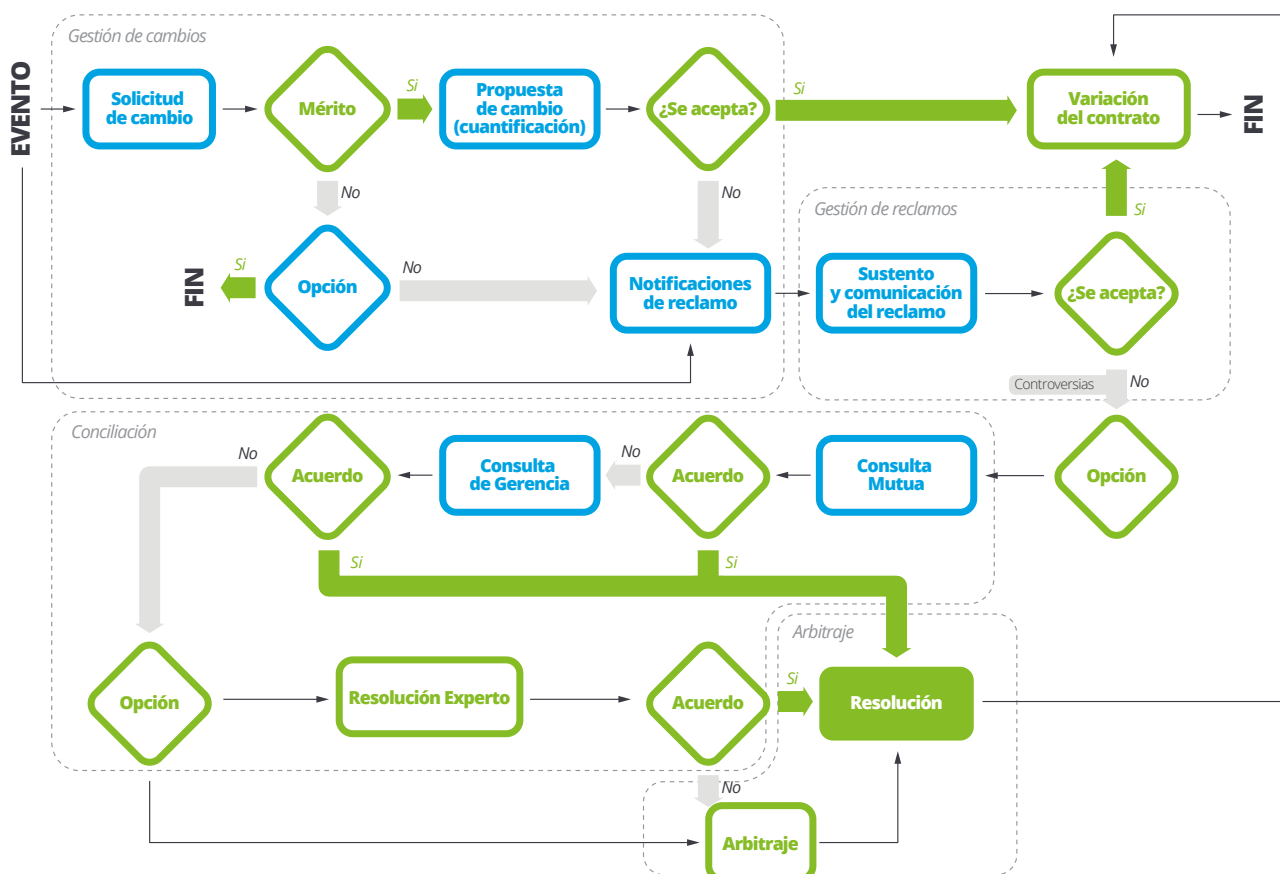 Gestión de cambios
EVENTO
Solicitud
de cambio
Mérito
Si
Propuesta
de cambio
(cuantificación)
¿Se acepta?
Si
Variación
del contrato
FIN
No
No
Si
Gestión de reclamos
FIN
Si
Opción
No
Notificaciones
de reclamo
Sustento
y comunicación
del reclamo
¿Se acepta?
Controversias
No
Conciliación
No
Acuerdo
Consulta
de Gerencia
No
Acuerdo
Consulta
Mutua
Opción
Si
Si
Arbitraje
Opción
Resolución Experto
Acuerdo
Si
Resolución
No
Arbitraje